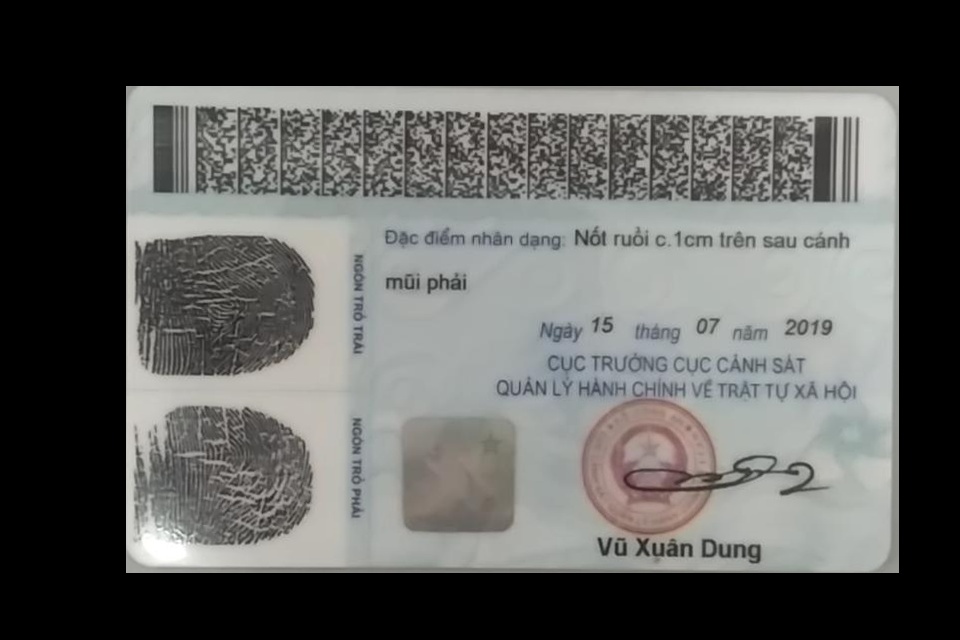 Đặc điểm nhân dạng: Nốt ruồi c.1cm trên sau cánh
mũi phải
Ngày 15 tháng 07 năm 2019
CỤC TRƯỞNG CỤC CẢNH SÁT
QUẢN LÝ HÀNH CHÍNH VỀ TRẬT TỰ XÃ HỘI
Vũ Xuân Dung
NGÓN TRỎ TRÁI
NGÓN TRỎ PHẢI